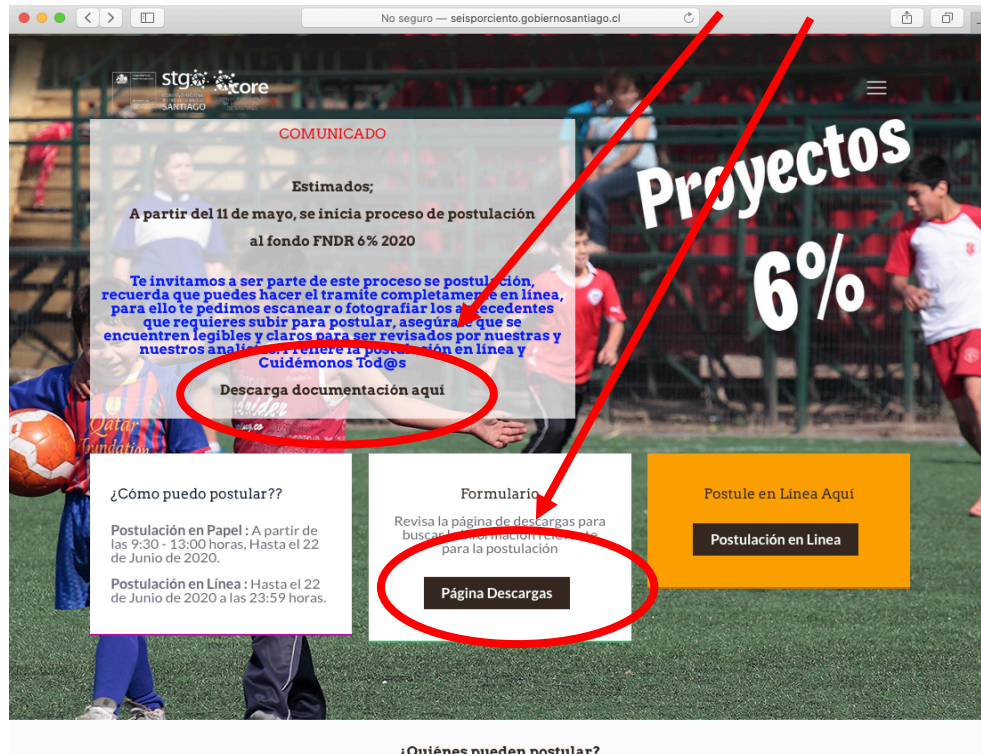 No seguro — seisporciento.gobiernosantiago.cl
stg
core
SANTIAGO
COMUNICADO
Estimados;
A partir del 11 de mayo, se inicia proceso de postulación
al fondo FNDR 6% 2020
Te invitamos a ser parte de este proceso se postulación,
recuerda que puedes hacer el tramite completamente en línea,
para ello te pedimos escanear o fotografiar los antecedentes
que requieres subir para postular, asegúrate que se
encuentren legibles y claros para ser revisados por nuestras y
nuestros Prefiere la postulación en línea y
Cuidémonos Tod@s
Descarga documentación aquí
Proyectos
6%
Qatar
¿Cómo puedo postular??
Postulación en Papel : A partir de
las 9:30 - 13:00 horas, Hasta el 22
de Junio de 2020.
Postulación en Línea : Hasta el 22
de Junio de 2020 a las 23:59 horas.
Formulario
Revisa la página de descargas para
buscar la información relevante
para la postulación
Página Descargas
Postule en Línea Aquí
Postulación en Linea
¿Quiénes pueden postular?